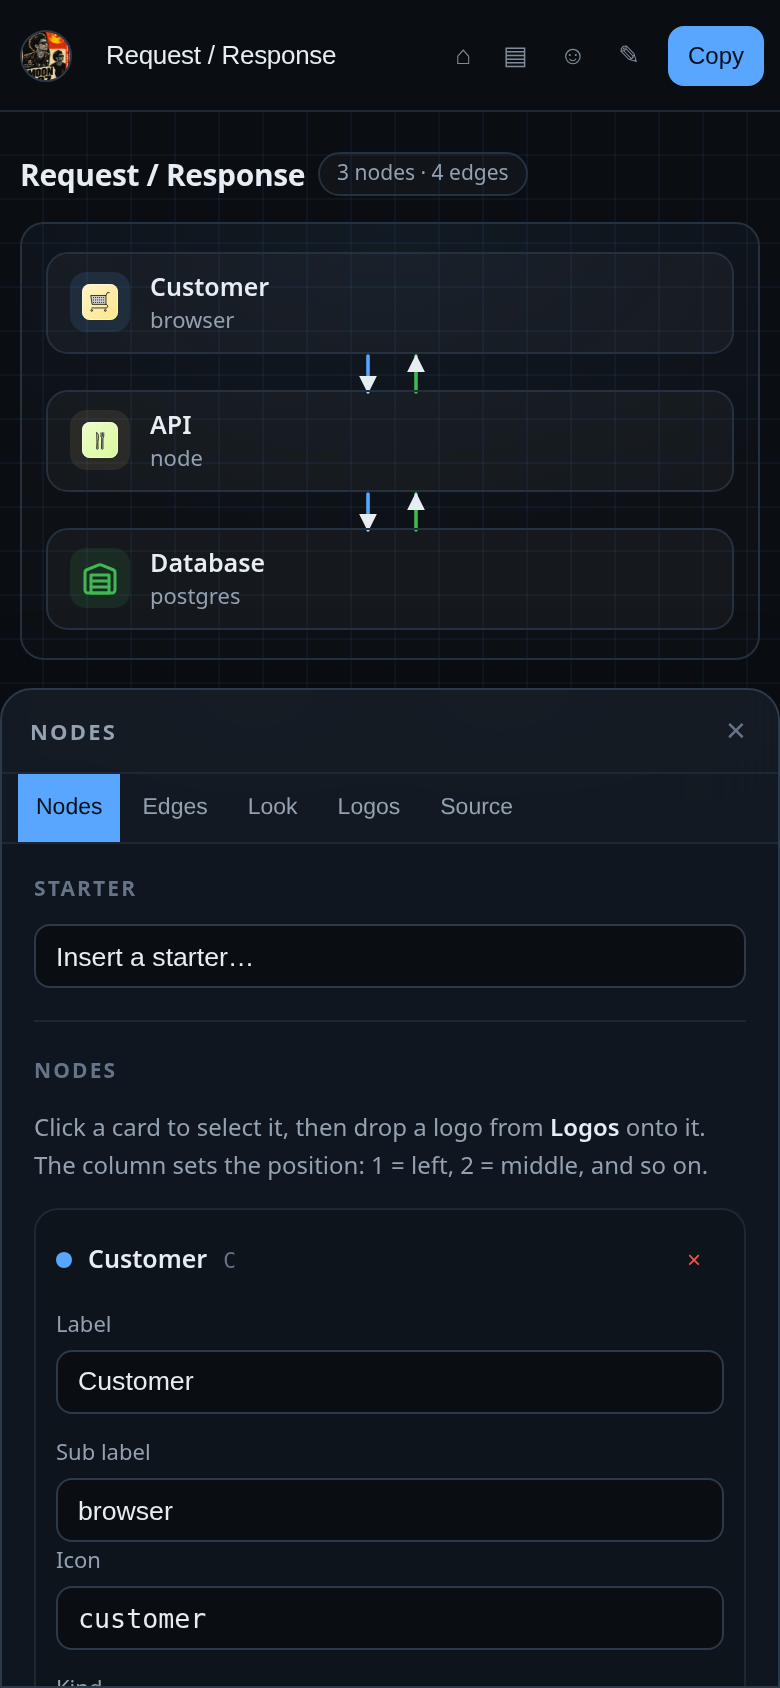 MOON
Request / Response
Copy
Request / Response
3 nodes · 4 edges
Customer
browser
API
node
Database
postgres
NODES
Nodes Edges Look Logos Source
STARTER
Insert a starter…
NODES
Click a card to select it, then drop a logo from Logos onto it.
The column sets the position: 1 = left, 2 = middle, and so on.
Customer C
Label
Customer
Sub label
browser
Icon
customer
Kind